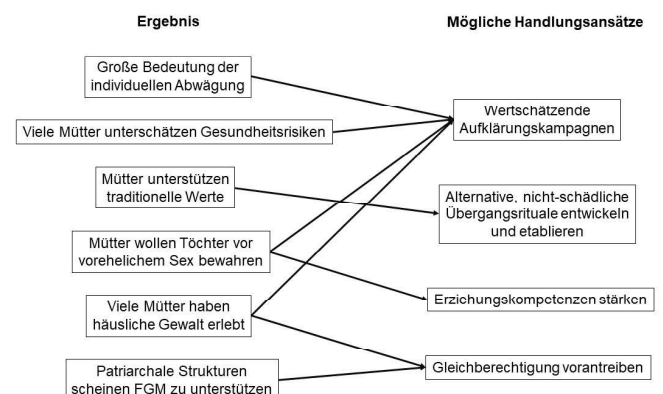 Ergebnis
Mögliche Handlungsansätze
Große Bedeutung der
individuellen Abwägung
Viele Mütter unterschätzen Gesundheitsrisiken
Mütter unterstützen
traditionelle Werte
Mütter wollen Töchter vor
vorehelichem Sex bewahren
Viele Mütter haben
häusliche Gewalt erlebt
Patriarchale Strukturen
scheinen FGM zu unterstützen
Wertschätzende
Aufklärungskampagnen
Alternative, nicht-schädliche
Übergangsrituale entwickeln
und etablieren
Erziehungskompetenzen stärken
Gleichberechtigung vorantreiben